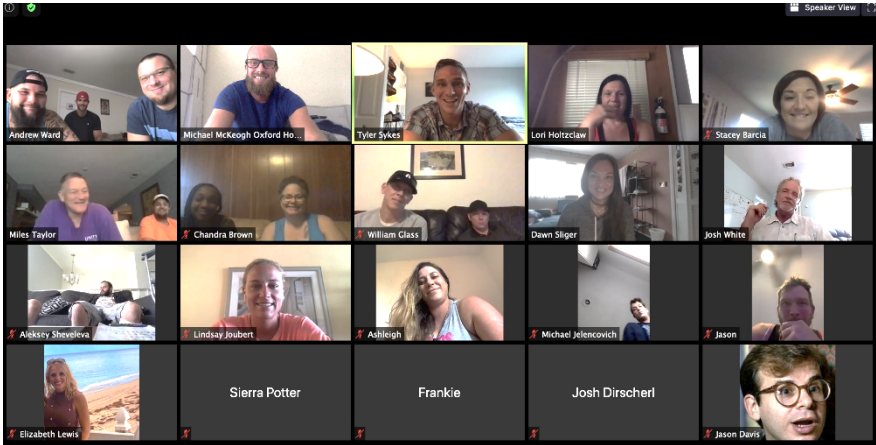 Speaker View
Andrew Ward
Michael McKeogh Oxford Ho...
Tyler Sykes
Lori Holtzclaw
Stacey Barcia
Miles Taylor
Chandra Brown
William Glass
Dawn Sliger
Josh White
Aleksey Sheveleva
Lindsay Joubert
Ashleigh
Michael Jelencovich
Jason
Elizabeth Lewis
Sierra Potter
Frankie
Josh Dirscherl
Jason Davis